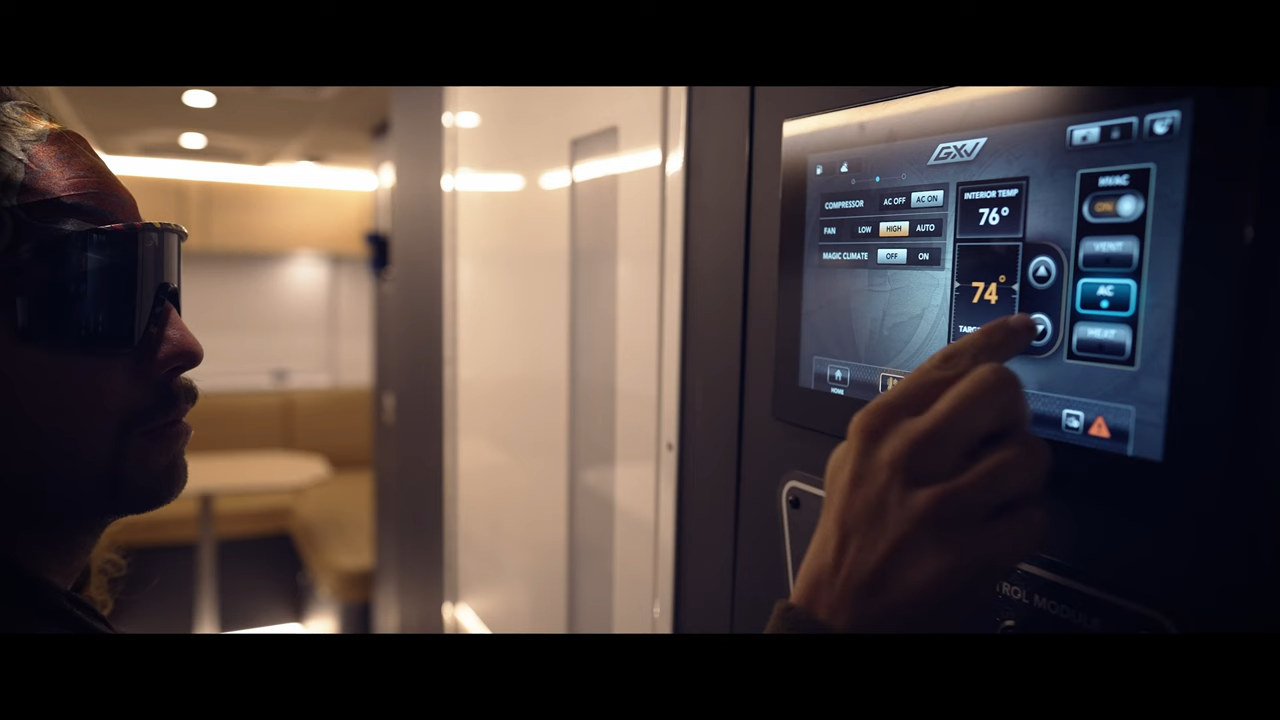 GXV
COMPRESSOR AC OFF AC ON
FAN LOW HIGH AUTO
MAGIC CLIMATE OFF ON
INTERIOR TEMP
76°
74°
HVAC
ON
VENT
AC
HEAT
HOME